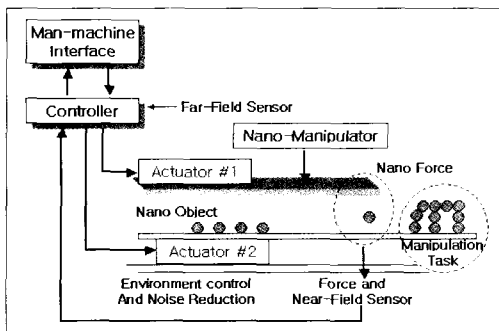 Man-machine
Interface
Controller
Far-Field Sensor
Nano-Manipulator
Actuator #1
Nano Force
Nano Object
Actuator #2
Manipulation
Task
Environment control
And Noise Reduction
Force and
Near-Field Sensor